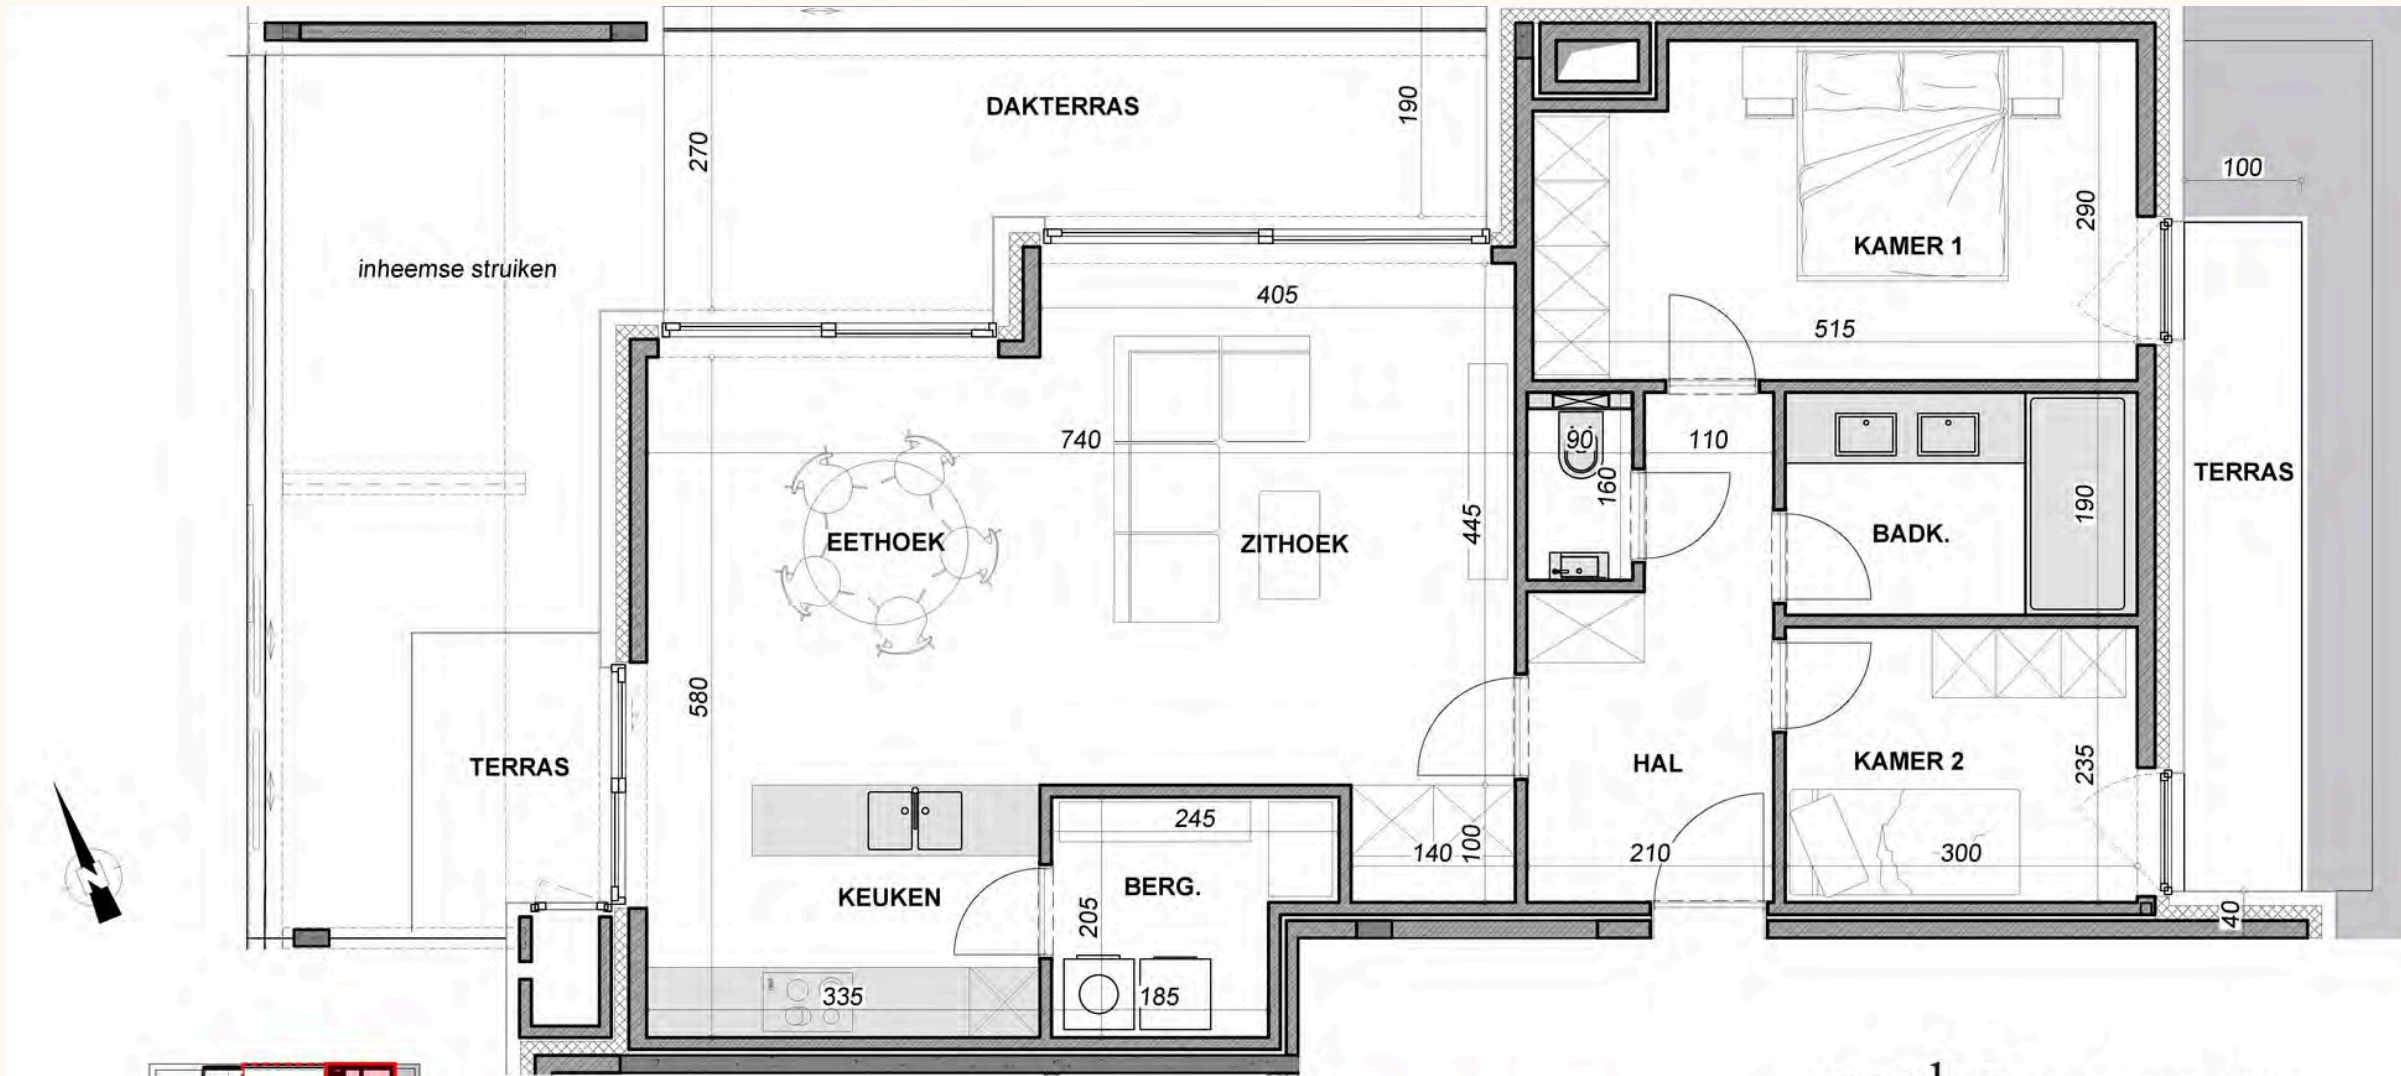 DAKTERRAS
190
270
100
290
KAMER 1
inheemse struiken
405
515
740
90
110
160
TERRAS
190
445
EETHOEK
ZITHOEK
BADK.
580
TERRAS
HAL
KAMER 2
235
245
140
100
210
300
KEUKEN
BERG.
205
40
335
185
N